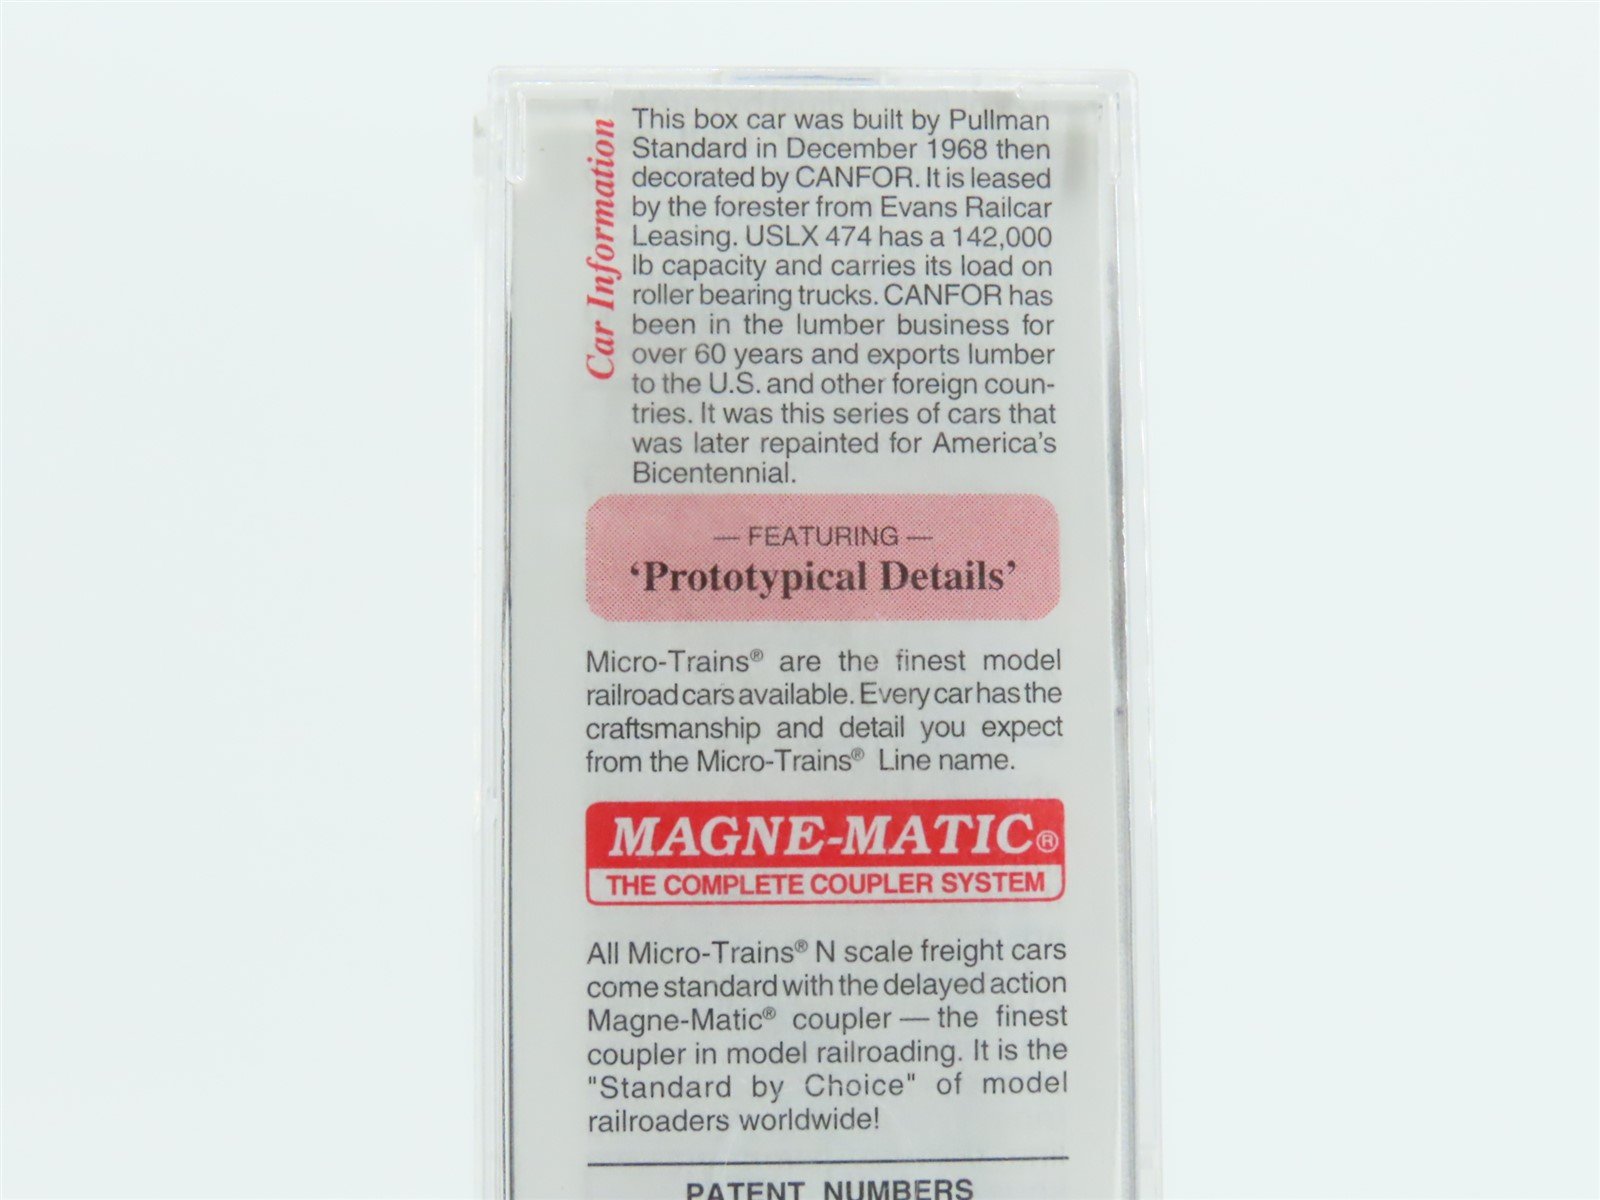 Car Information
This box car was built by Pullman
Standard in December 1968 then
decorated by CANFOR. It is leased
by the forester from Evans Railcar
Leasing. USLX 474 has a 142,000
lb capacity and carries its load on
roller bearing trucks. CANFOR has
been in the lumber business for
over 60 years and exports lumber
to the U.S. and other foreign coun-
tries. It was this series of cars that
was later repainted for America's
Bicentennial.
— FEATURING —
'Prototypical Details'
Micro-Trains® are the finest model
railroad cars available. Every car has the
craftsmanship and detail you expect
from the Micro-Trains® Line name.
MAGNE-MATIC®
THE COMPLETE COUPLER SYSTEM
All Micro-Trains® N scale freight cars
come standard with the delayed action
Magne-Matic® coupler — the finest
coupler in model railroading. It is the
"Standard by Choice" of model
railroaders worldwide!
PATENT NUMBERS